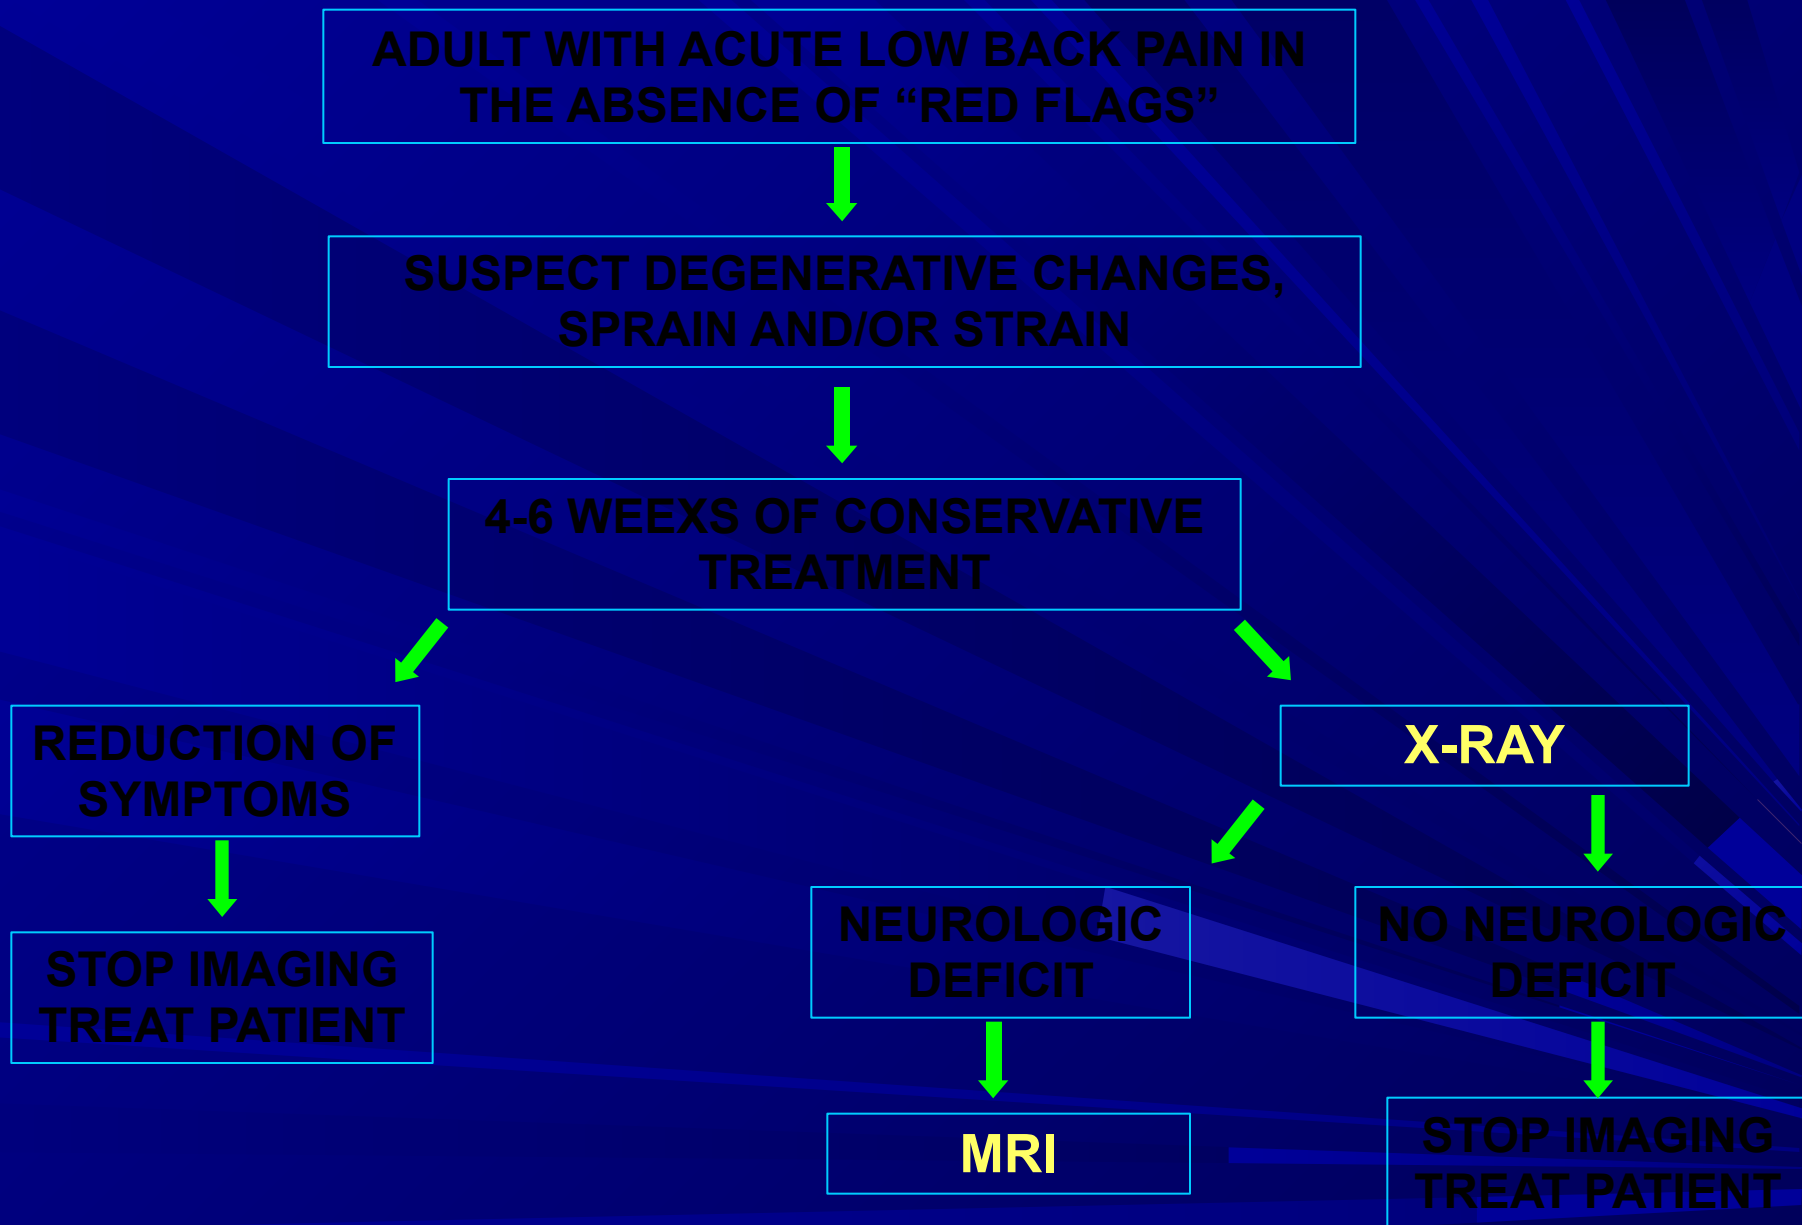 ADULT WITH ACUTE LOW BACK PAIN IN
THE ABSENCE OF “RED FLAGS”
SUSPECT DEGENERATIVE CHANGES,
SPRAIN AND/OR STRAIN
4-6 WEEXS OF CONSERVATIVE
TREATMENT
REDUCTION OF
SYMPTOMS
X-RAY
STOP IMAGING
TREAT PATIENT
NEUROLOGIC
DEFICIT
NO NEUROLOGIC
DEFICIT
MRI
STOP IMAGING
TREAT PATIENT